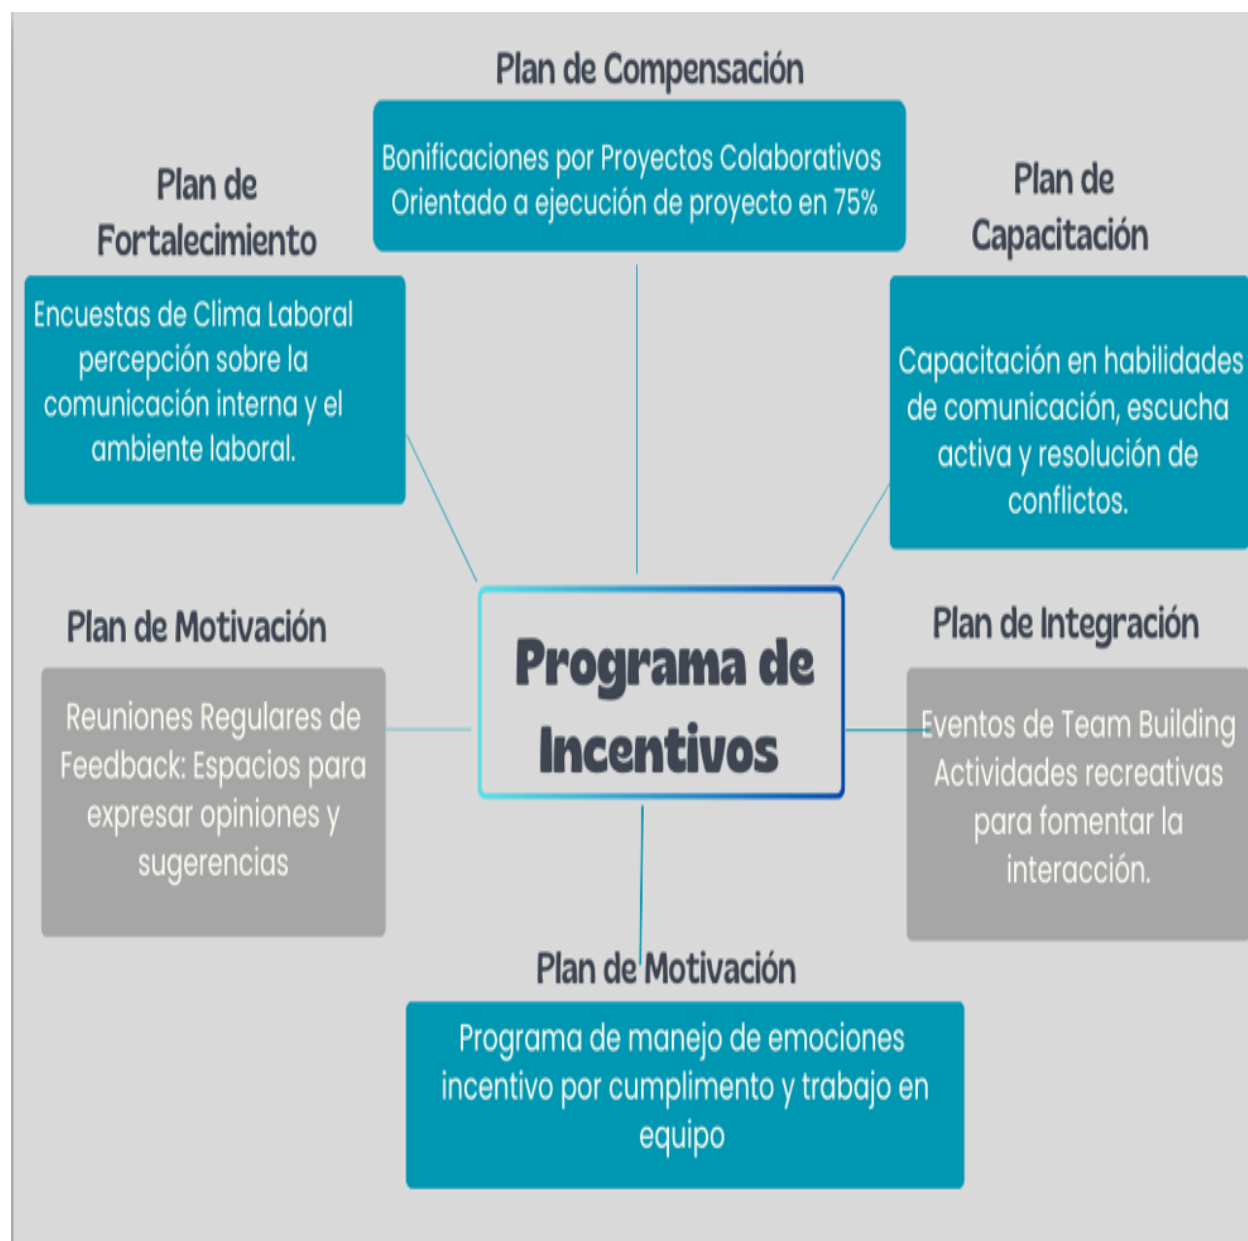 Plan de Compensación
Bonificaciones por Proyectos Colaborativos
Orientado a ejecución de proyecto en 75%
Plan de
Fortalecimiento
Encuestas de Clima Laboral
percepción sobre la
comunicación interna y el
ambiente laboral.
Plan de
Capacitación
Capacitación en habilidades
de comunicación, escucha
activa y resolución de
conflictos.
Programa de
Incentivos
Plan de Motivación
Reuniones Regulares de
Feedback: Espacios para
expresar opiniones y
sugerencias
Plan de Integración
Eventos de Team Building
Actividades recreativas
para fomentar la
interacción.
Plan de Motivación
Programa de manejo de emociones
incentivo por cumplimento y trabajo en
equipo